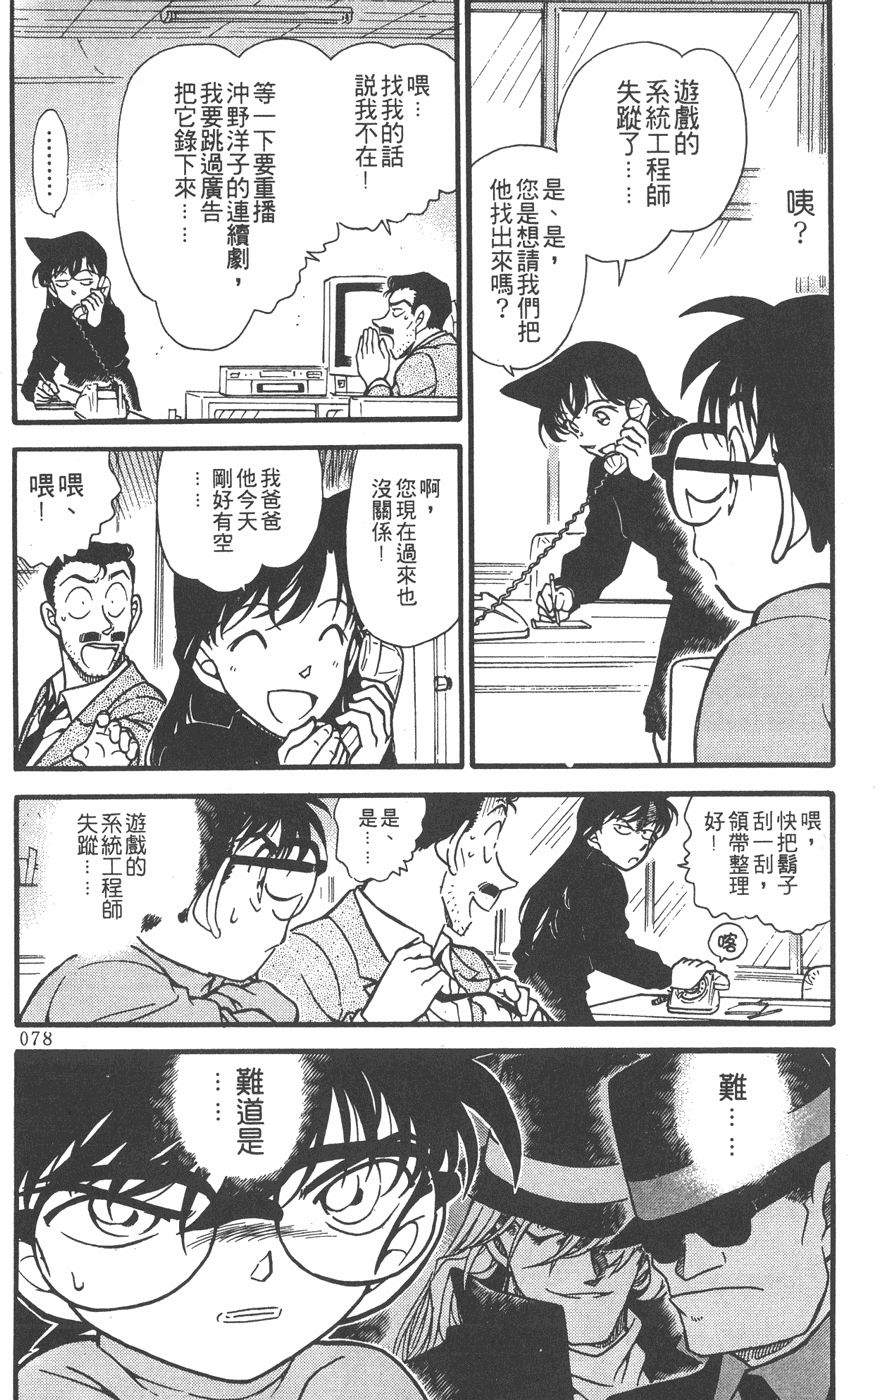 咦？
遊戲的
系統工程師
失蹤了……
是、是，
您是想請我們把
他找出來嗎？
喂…
找我的話
說我不在！
等一下要重播
沖野洋子的連續劇，
我要跳過廣告
把它錄下來……
………
啊，
您現在過來也
沒關係！
我爸爸
他今天
剛好有空
……
喂、
喂！
喂，
快把鬍子
刮一刮，
領帶整理
好！
喀
是、
是……
遊戲的
系統工程師
失蹤……
難……
難道是
……
078